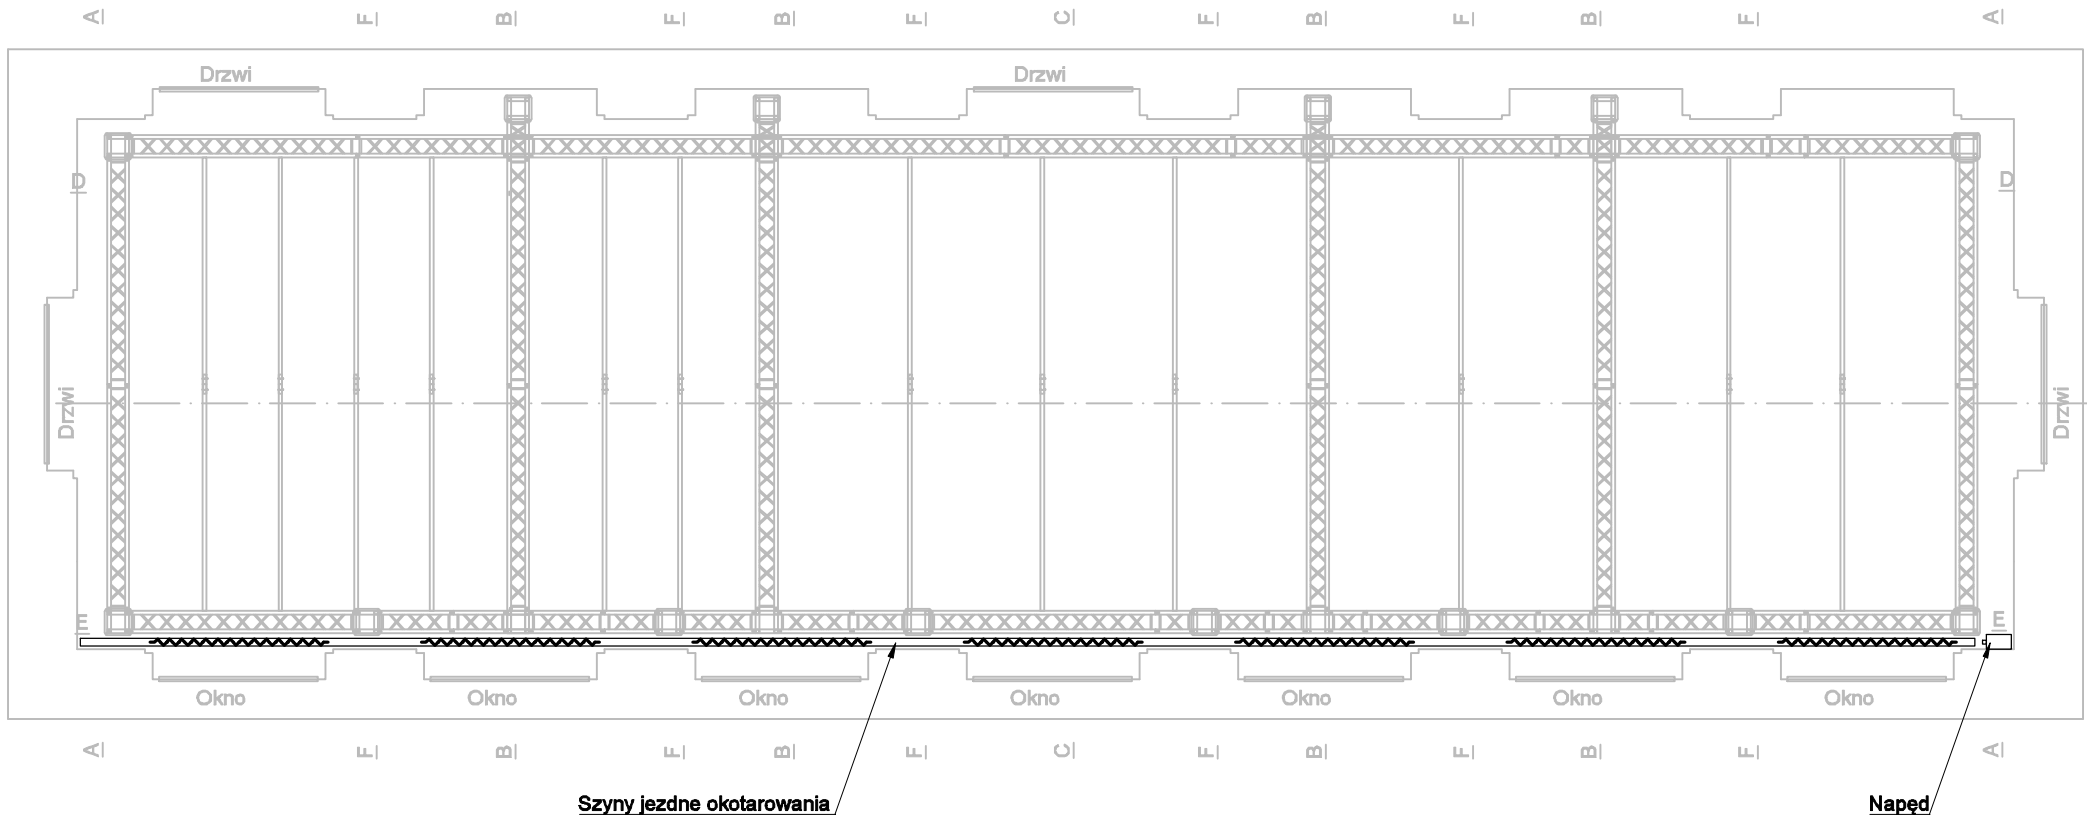 A F B F B F C F B F B F A
Drzwi Drzwi
D D
Drzwi Drzwi
E E
Okno Okno Okno Okno Okno Okno Okno
A F B F B F C F B F B F A
Szyny jezdne okotarowania Napęd